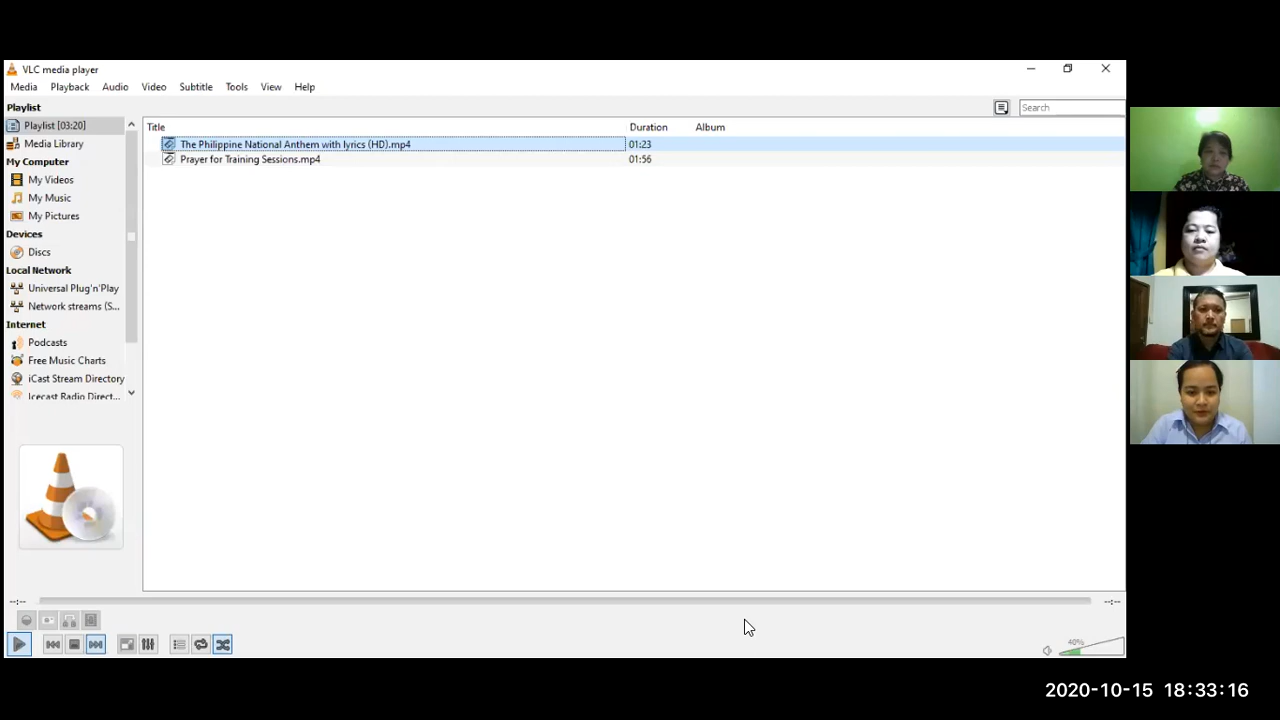 VLC media player
Media Playback Audio Video Subtitle Tools View Help
Playlist
Search
Playlist [03:20]
Title Duration Album
Media Library
The Philippine National Anthem with lyrics (HD).mp4 01:23
My Computer
Prayer for Training Sessions.mp4 01:56
My Videos
My Music
My Pictures
Devices
Discs
Local Network
Universal Plug'n'Play
Network streams (S...
Internet
Podcasts
Free Music Charts
iCast Stream Directory
Icecast Radio Direct...
--:-- --:--
40%
2020-10-15 18:33:16